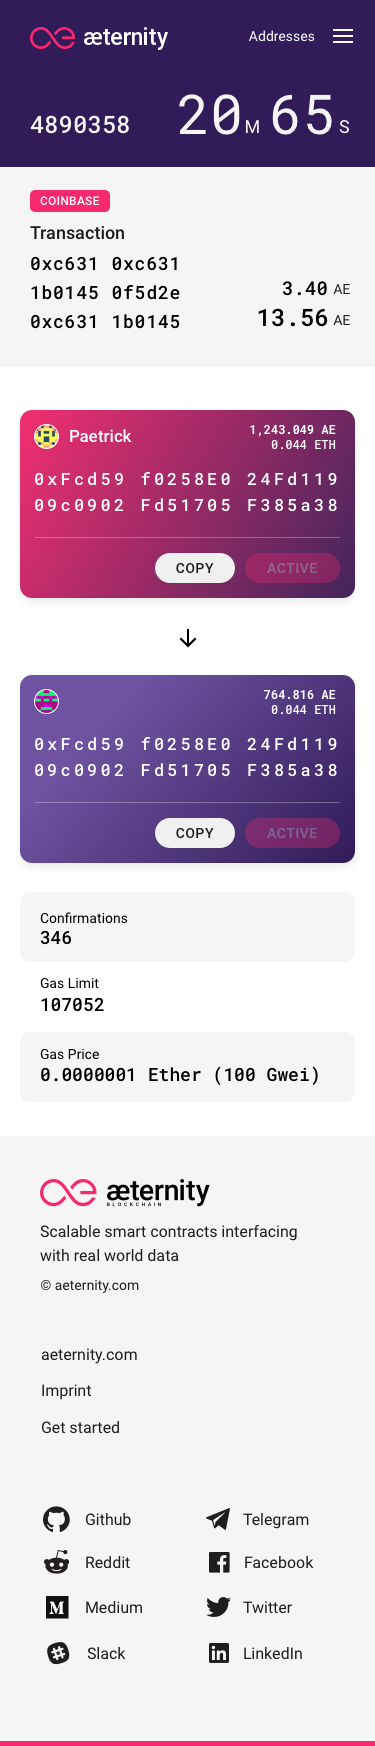 æternity
Addresses
4890358
20M 65S
COINBASE
Transaction
0xc631 0xc631
1b0145 0f5d2e
0xc631 1b0145
3.40 AE
13.56 AE
Paetrick
1,243.049 AE
0.044 ETH
0xFcd59 f0258E0 24Fd119
09c0902 Fd51705 F385a38
COPY
ACTIVE
764.816 AE
0.044 ETH
0xFcd59 f0258E0 24Fd119
09c0902 Fd51705 F385a38
COPY
ACTIVE
Confirmations
346
Gas Limit
107052
Gas Price
0.0000001 Ether (100 Gwei)
æternity
BLOCKCHAIN
Scalable smart contracts interfacing
with real world data
© aeternity.com
aeternity.com
Imprint
Get started
Github
Telegram
Reddit
Facebook
M
Medium
Twitter
Slack
in
LinkedIn